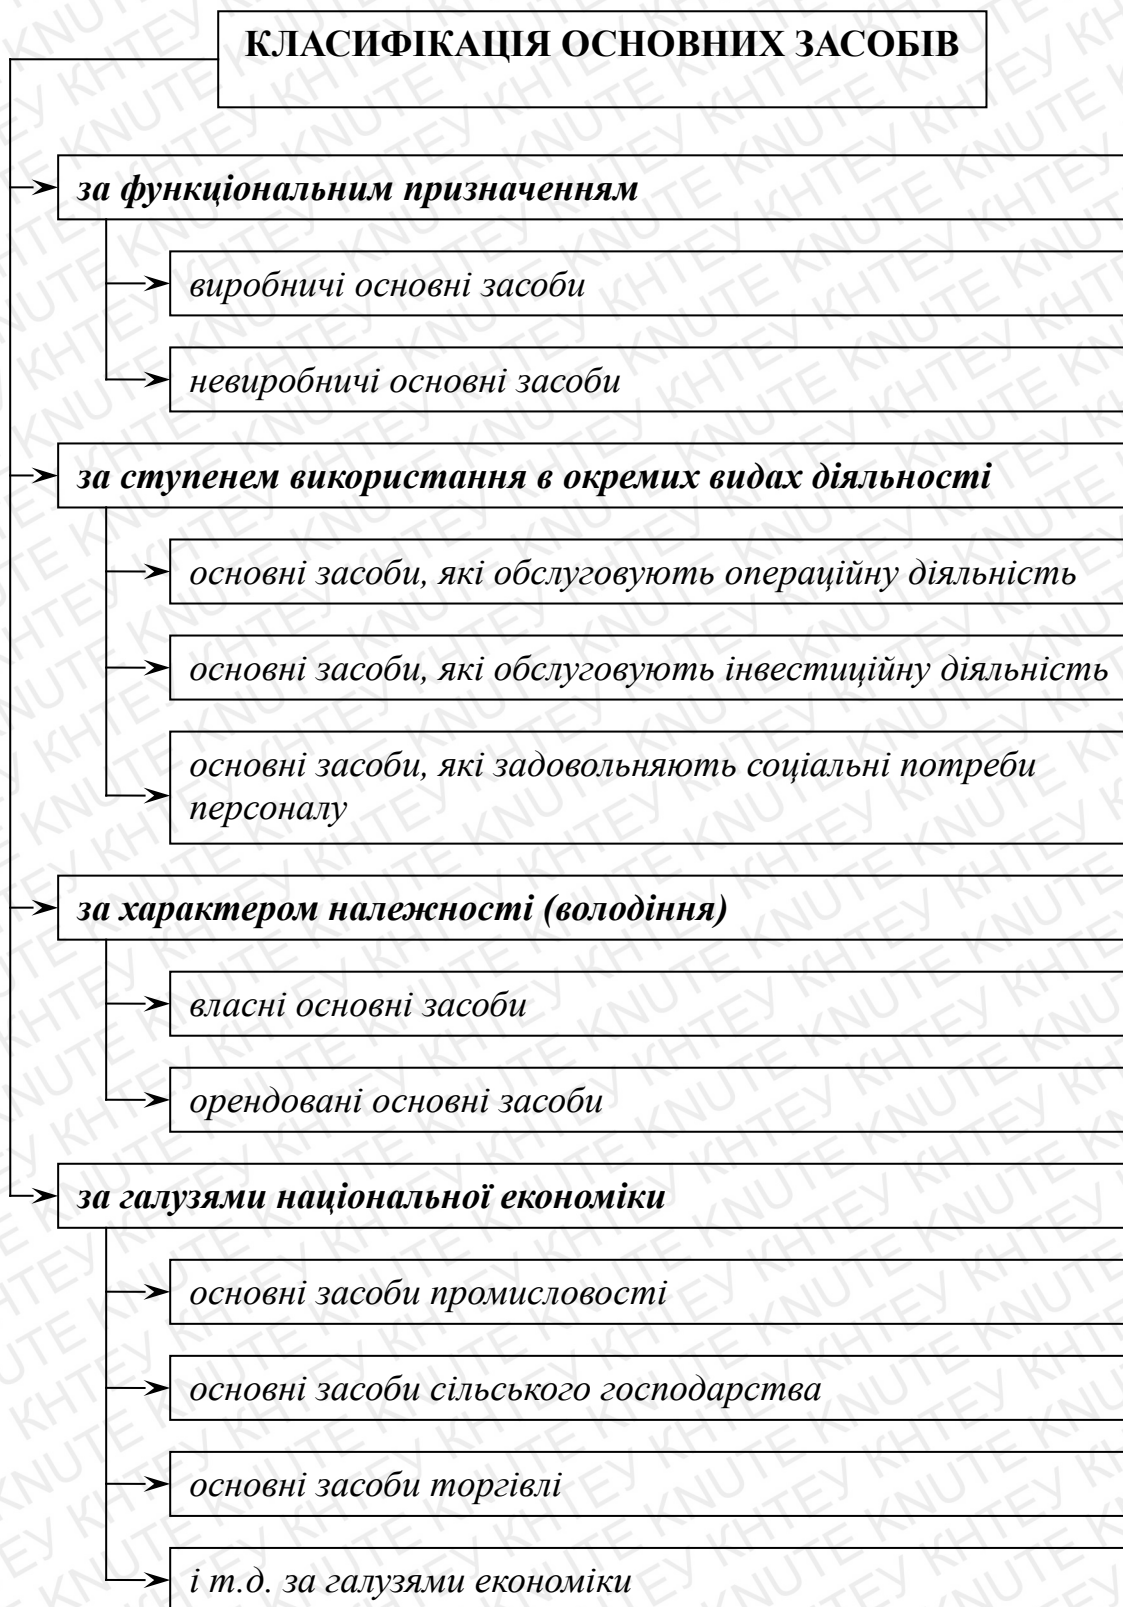 КЛАСИФІКАЦІЯ ОСНОВНИХ ЗАСОБІВ
за функціональним призначенням
виробничі основні засоби
невиробничі основні засоби
за ступенем використання в окремих видах діяльності
основні засоби, які обслуговують операційну діяльність
основні засоби, які обслуговують інвестиційну діяльність
основні засоби, які задовольняють соціальні потреби
персоналу
за характером належності (володіння)
власні основні засоби
орендовані основні засоби
за галузями національної економіки
основні засоби промисловості
основні засоби сільського господарства
основні засоби торгівлі
і т.д. за галузями економіки